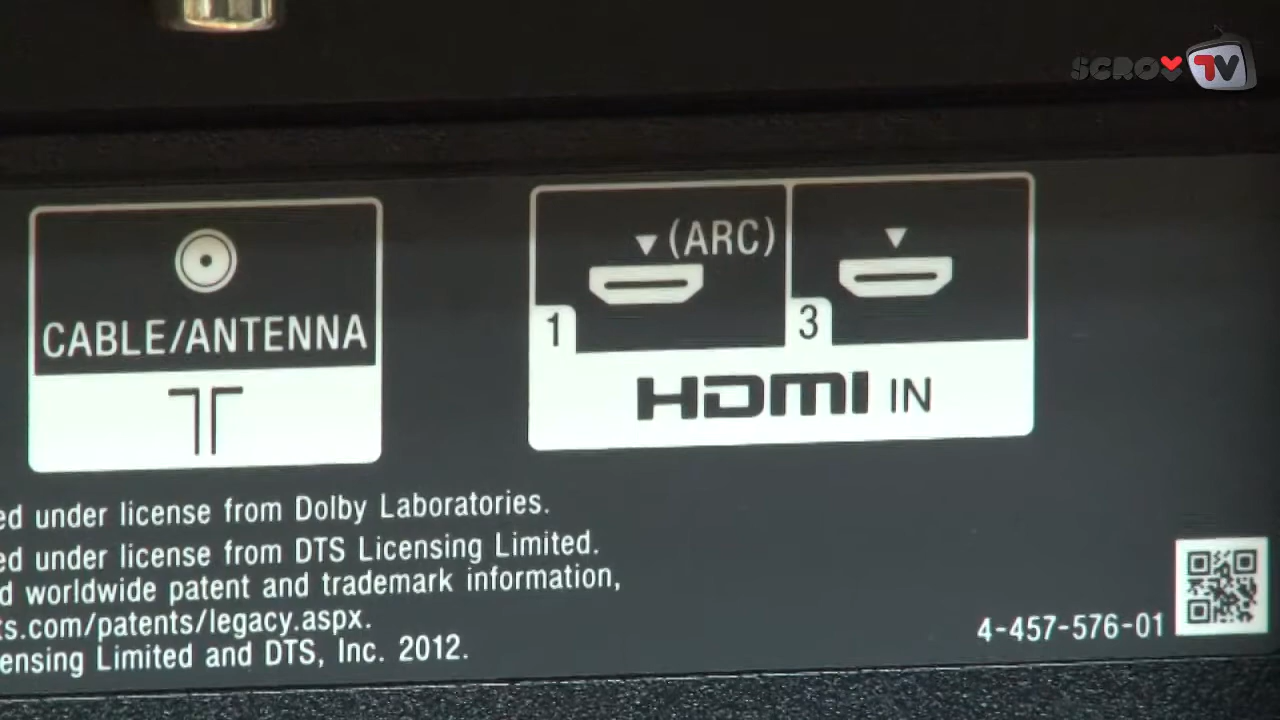 SCRO TV
(ARC)
CABLE/ANTENNA
1
3
HDMI IN
ed under license from Dolby Laboratories.
ed under license from DTS Licensing Limited.
d worldwide patent and trademark information,
ts.com/patents/legacy.aspx.
ensing Limited and DTS, Inc. 2012.
4-457-576-01